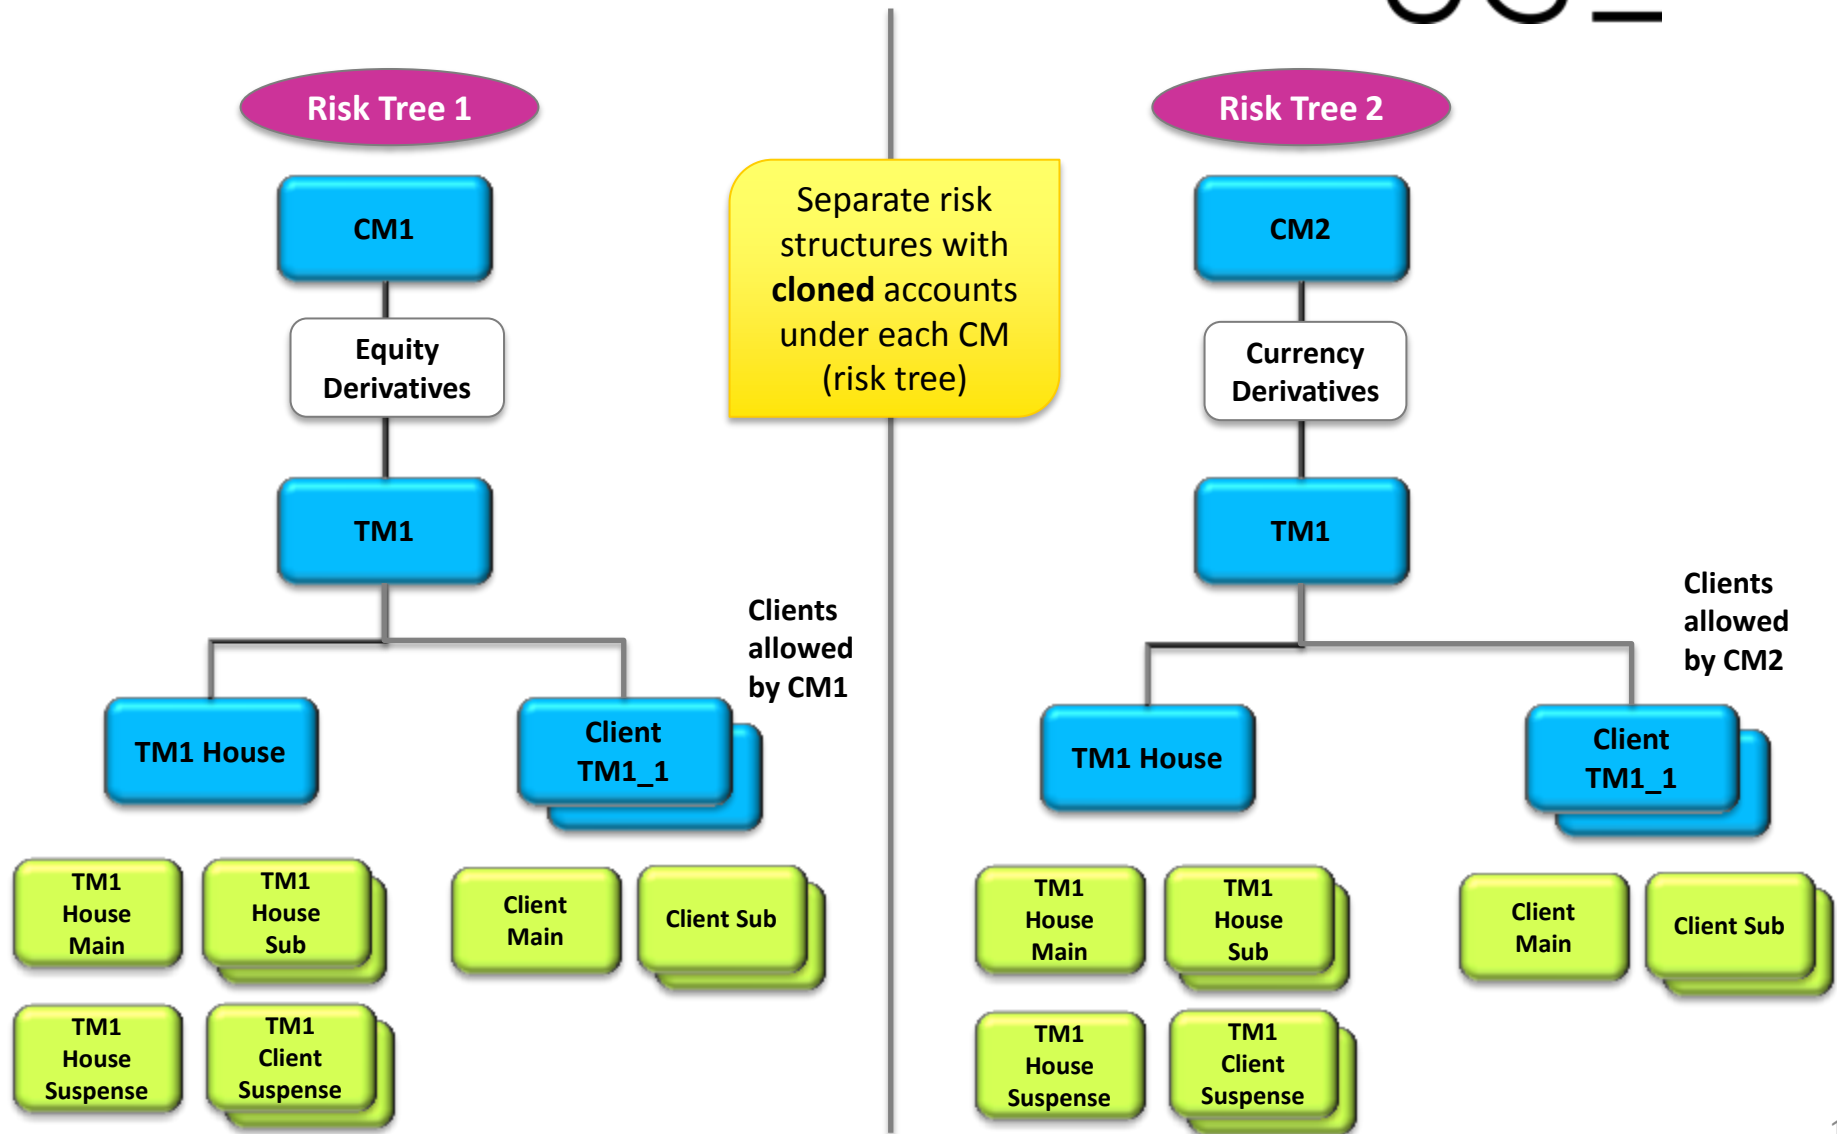 Risk Tree 1
CM1
Equity
Derivatives
TM1
Clients
allowed
by CM1
TM1 House
Client
TM1_1
TM1
House
Main
TM1
House
Sub
Client
Main
Client Sub
TM1
House
Suspense
TM1
Client
Suspense
Separate risk
structures with
cloned accounts
under each CM
(risk tree)
Risk Tree 2
CM2
Currency
Derivatives
TM1
Clients
allowed
by CM2
TM1 House
Client
TM1_1
TM1
House
Main
TM1
House
Sub
Client
Main
Client Sub
TM1
House
Suspense
TM1
Client
Suspense